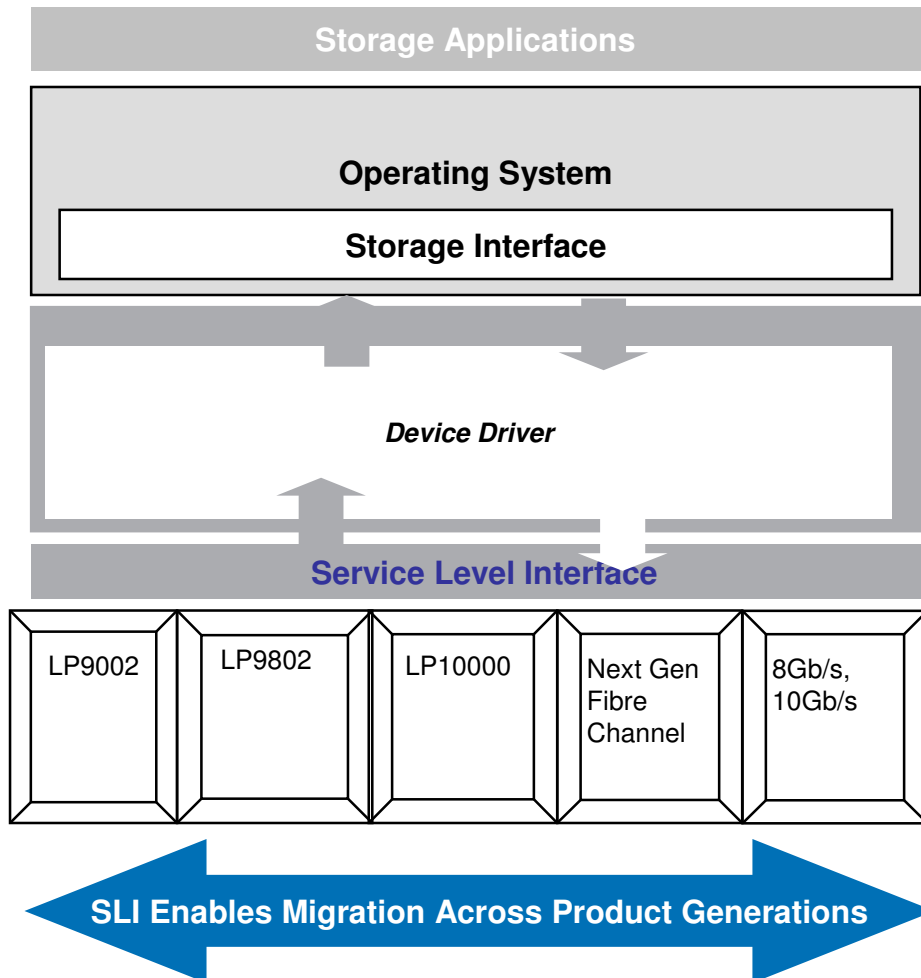 Storage Applications
Operating System
Storage Interface
Device Driver
Service Level Interface
LP9002
LP9802
LP10000
Next Gen
Fibre
Channel
8Gb/s,
10Gb/s
SLI Enables Migration Across Product Generations